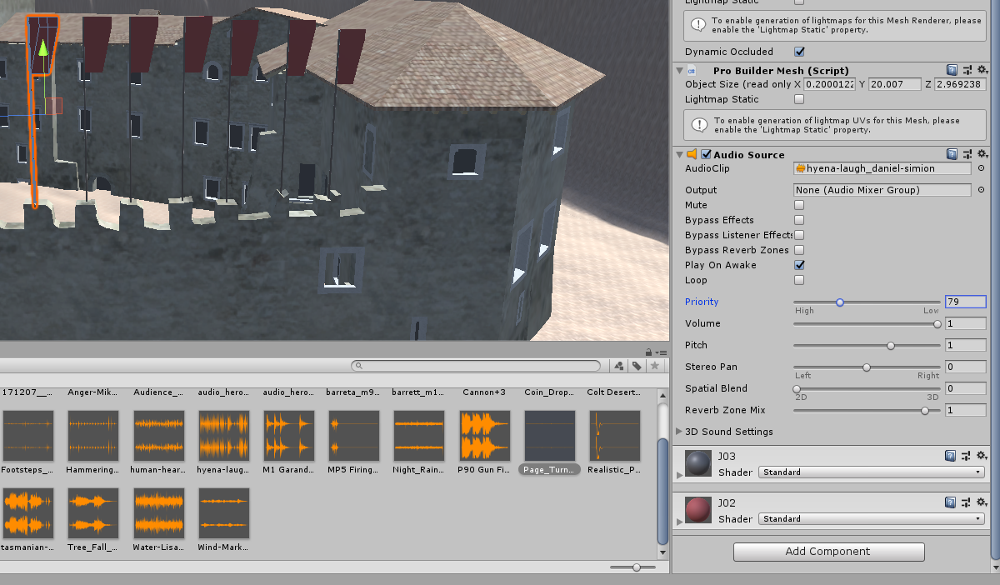 Lightmap Static
To enable generation of lightmaps for this Mesh Renderer, please
enable the 'Lightmap Static' property.
Dynamic Occluded
Pro Builder Mesh (Script)
Object Size (read only X 0.2000122 Y 20.007 Z 2.969238
Lightmap Static
To enable generation of lightmap UVs for this Mesh, please
enable the 'Lightmap Static' property.
Audio Source
AudioClip hyena-laugh_daniel-simion
Output None (Audio Mixer Group)
Mute
Bypass Effects
Bypass Listener Effects
Bypass Reverb Zones
Play On Awake
Loop
Priority 79
High Low
Volume 1
Pitch 1
Stereo Pan 0
Left Right
Spatial Blend 0
2D 3D
Reverb Zone Mix 1
3D Sound Settings
J03
Shader Standard
J02
Shader Standard
Add Component
171207__... Anger-Mik... Audience_... audio_hero... audio_hero... barreta_m9... barrett_m1... Cannon+3 Coin_Drop... Colt Desert...
Footsteps_... Hammering... human-hear... hyena-laug... M1 Garand... MP5 Firing... Night_Rain... P90 Gun Fi... Page_Turn... Realistic_P...
tasmanian-... Tree_Fall_... Water-Lisa... Wind-Mark...